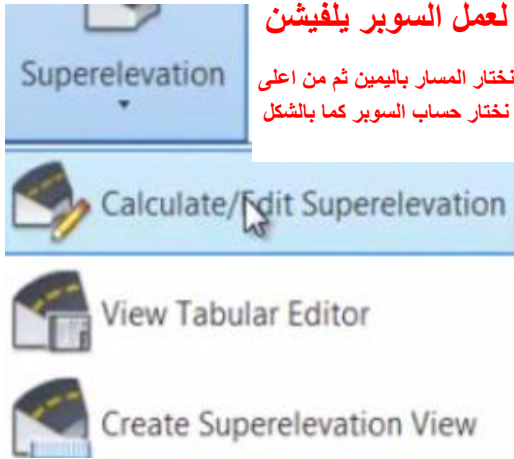 لعمل السوبر يلفيشن
نختار المسار باليمين ثم من اعلى
نختار حساب السوبر كما بالشكل
Superelevation
Calculate/Edit Superelevation
View Tabular Editor
Create Superelevation View